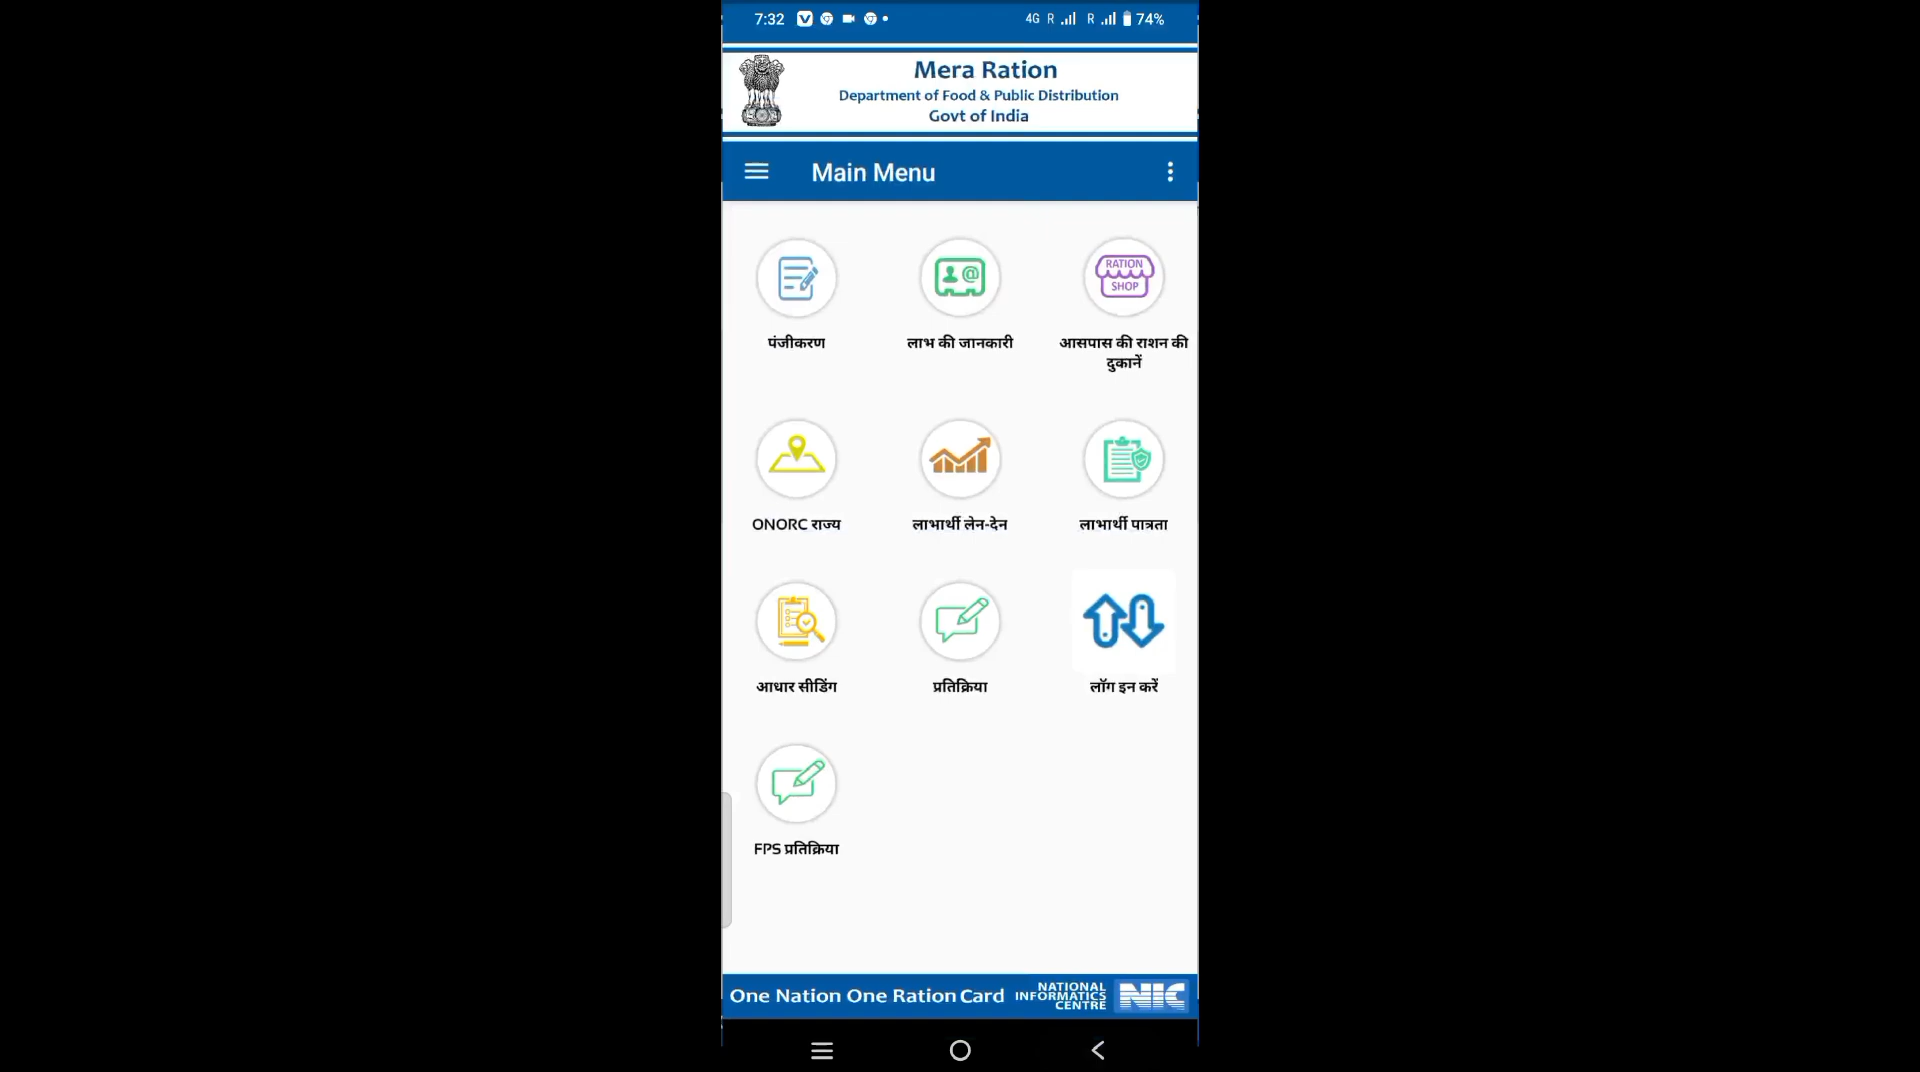 7:32
4G R R 74%
Mera Ration
Department of Food & Public Distribution
Govt of India
Main Menu
RATION
SHOP
पंजीकरण
लाभ की जानकारी
आसपास की राशन की
दुकानें
ONORC राज्य
लाभार्थी लेन-देन
लाभार्थी पात्रता
आधार सीडिंग
प्रतिक्रिया
लॉग इन करें
FPS प्रतिक्रिया
One Nation One Ration Card
NATIONAL
INFORMATICS
CENTRE
NIC